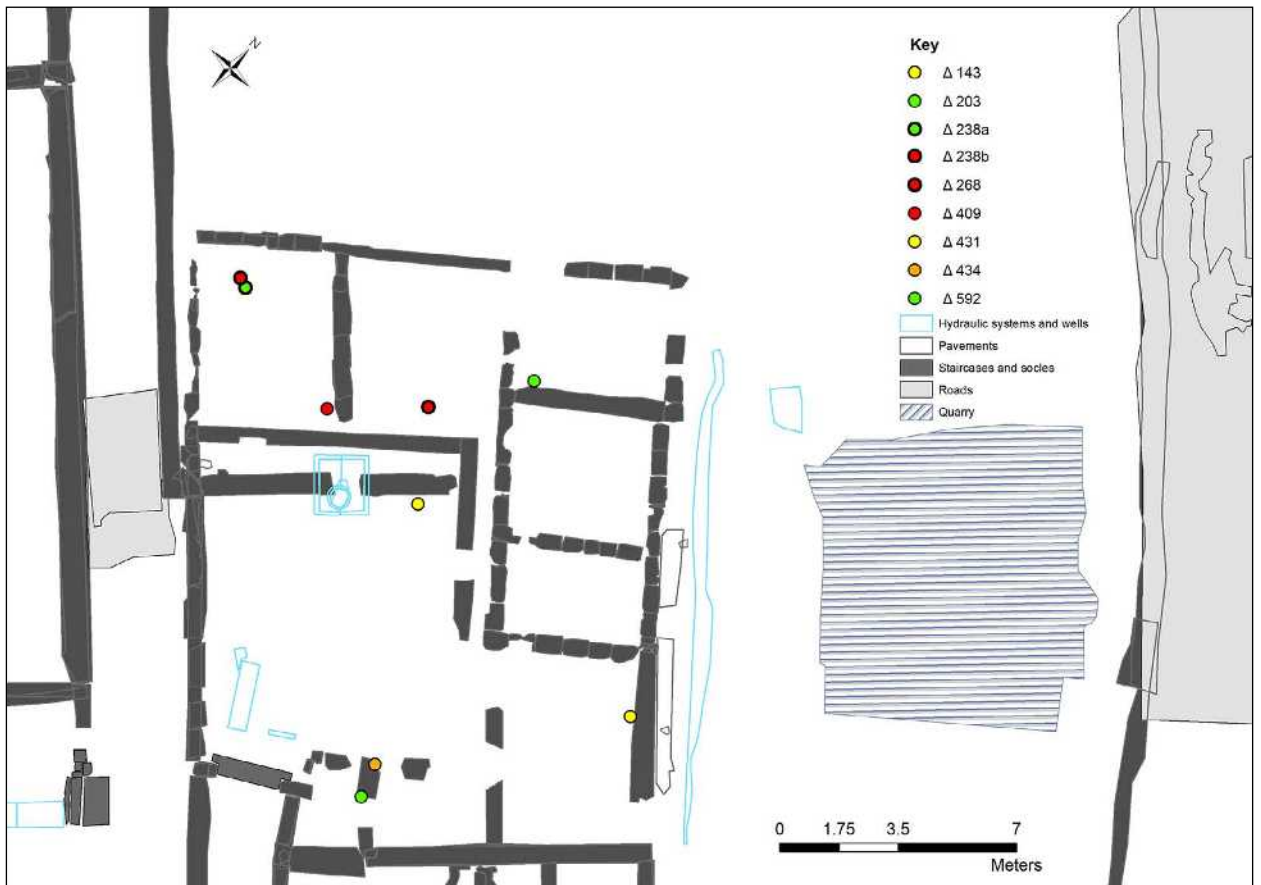 N
Key
Δ 143
Δ 203
Δ 238a
Δ 238b
Δ 268
Δ 409
Δ 431
Δ 434
Δ 592
Hydraulic systems and wells
Pavements
Staircases and socles
Roads
Quarry
0 1.75 3.5 7
Meters